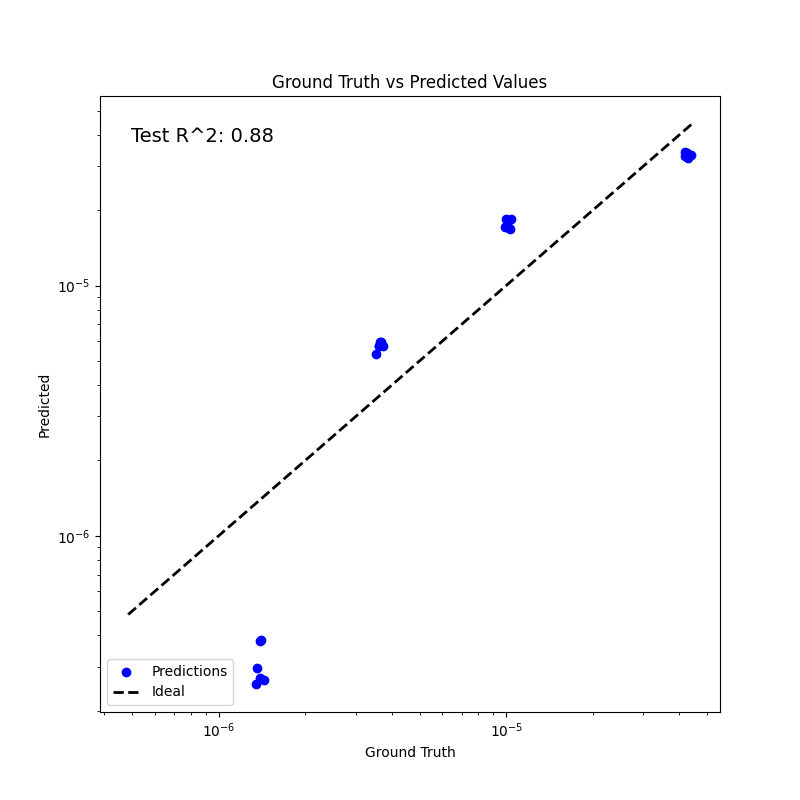 Ground Truth vs Predicted Values
Test R^2: 0.88
Predicted
10⁻⁵
10⁻⁶
Predictions
Ideal
10⁻⁶ 10⁻⁵
Ground Truth